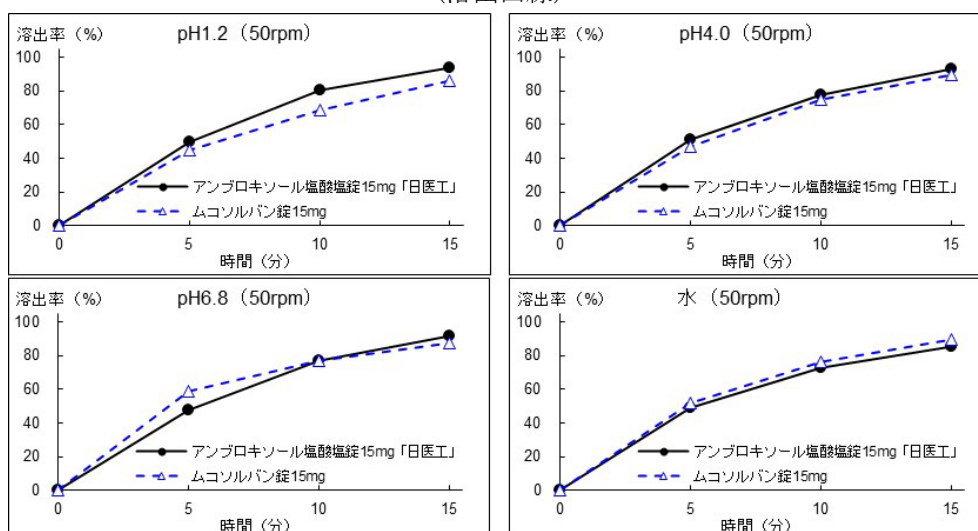 溶出率（%） pH1.2（50rpm）
100
80
60
40
20
0
アンブロキソール塩酸塩錠15mg「日医工」
ムコソルバン錠15mg
0 5 10 15
時間（分）
溶出率（%） pH4.0（50rpm）
100
80
60
40
20
0
アンブロキソール塩酸塩錠15mg「日医工」
ムコソルバン錠15mg
0 5 10 15
時間（分）
溶出率（%） pH6.8（50rpm）
100
80
60
40
20
0
アンブロキソール塩酸塩錠15mg「日医工」
ムコソルバン錠15mg
0 5 10 15
時間（分）
溶出率（%） 水（50rpm）
100
80
60
40
20
0
アンブロキソール塩酸塩錠15mg「日医工」
ムコソルバン錠15mg
0 5 10 15
時間（分）